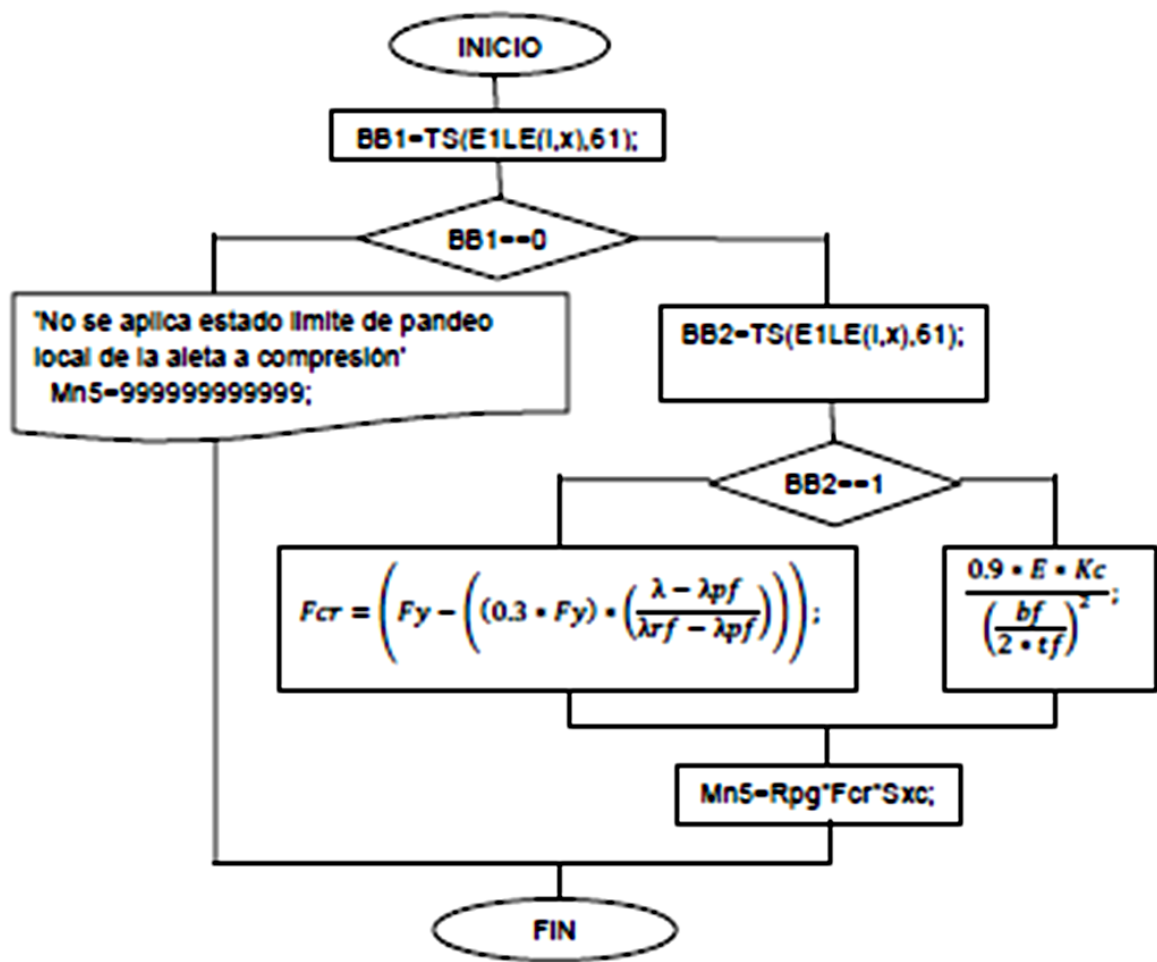 INICIO
BB1=TS(E1LE(I,x),61);
BB1==0
'No se aplica estado limite de pandeo
local de la aleta a compresión'
Mn5=999999999999;
BB2=TS(E1LE(I,x),61);
BB2==1
Fcr = (Fy − ((0.3 * Fy) * (λ − λpf / λrf − λpf)));
0.9 * E * Kc / (bf / 2 * tf)²;
Mn5=Rpg*Fcr*Sxc;
FIN